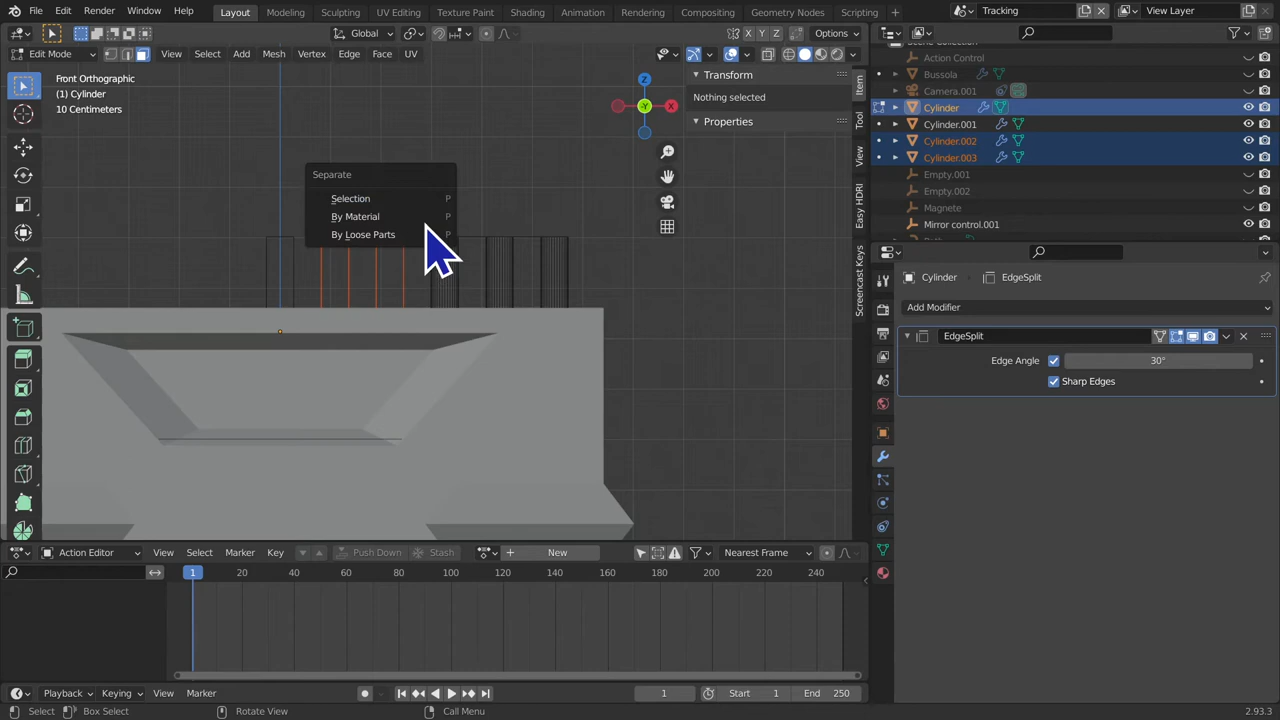 File Edit Render Window Help Layout Modeling Sculpting UV Editing Texture Paint Shading Animation Rendering Compositing Geometry Nodes Scripting Tracking View Layer
Global Options
Edit Mode View Select Add Mesh Vertex Edge Face UV
X Y Z
Front Orthographic
(1) Cylinder
10 Centimeters
Z
Y
X
Transform
Nothing selected
Properties
Item
Tool
View
Easy HDRI
Screencast Keys
Separate
Selection P
By Material P
By Loose Parts P
Scene Collection
Action Control
Bussola
Camera.001
Cylinder
Cylinder.001
Cylinder.002
Cylinder.003
Empty.001
Empty.002
Magnete
Mirror control.001
Cylinder EdgeSplit
Add Modifier
EdgeSplit
Edge Angle 30°
Sharp Edges
Action Editor View Select Marker Key Push Down Stash New Nearest Frame
1 20 40 60 80 100 120 140 160 180 200 220 240
Playback Keying View Marker 1 Start 1 End 250
Select Box Select Rotate View Call Menu 2.93.3